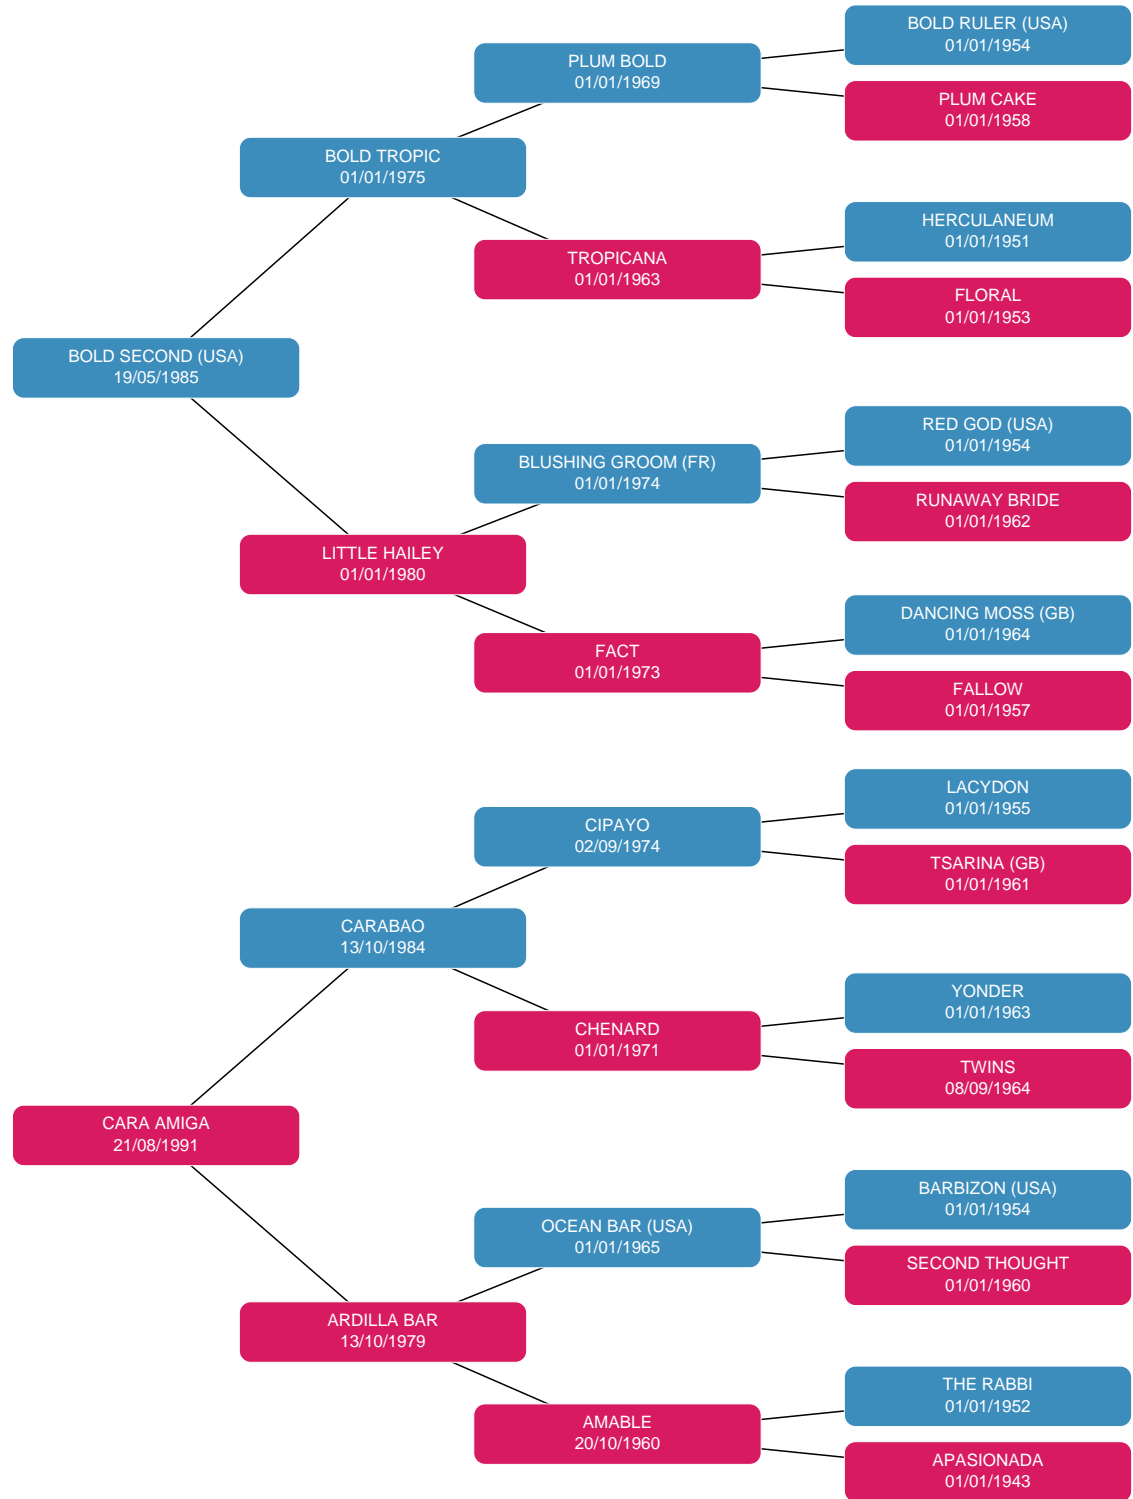 BOLD RULER (USA)
01/01/1954
PLUM BOLD
01/01/1969
PLUM CAKE
01/01/1958
BOLD TROPIC
01/01/1975
HERCULANEUM
01/01/1951
TROPICANA
01/01/1963
FLORAL
01/01/1953
BOLD SECOND (USA)
19/05/1985
RED GOD (USA)
01/01/1954
BLUSHING GROOM (FR)
01/01/1974
RUNAWAY BRIDE
01/01/1962
LITTLE HAILEY
01/01/1980
DANCING MOSS (GB)
01/01/1964
FACT
01/01/1973
FALLOW
01/01/1957
LACYDON
01/01/1955
CIPAYO
02/09/1974
TSARINA (GB)
01/01/1961
CARABAO
13/10/1984
YONDER
01/01/1963
CHENARD
01/01/1971
TWINS
08/09/1964
CARA AMIGA
21/08/1991
BARBIZON (USA)
01/01/1954
OCEAN BAR (USA)
01/01/1965
SECOND THOUGHT
01/01/1960
ARDILLA BAR
13/10/1979
THE RABBI
01/01/1952
AMABLE
20/10/1960
APASIONADA
01/01/1943